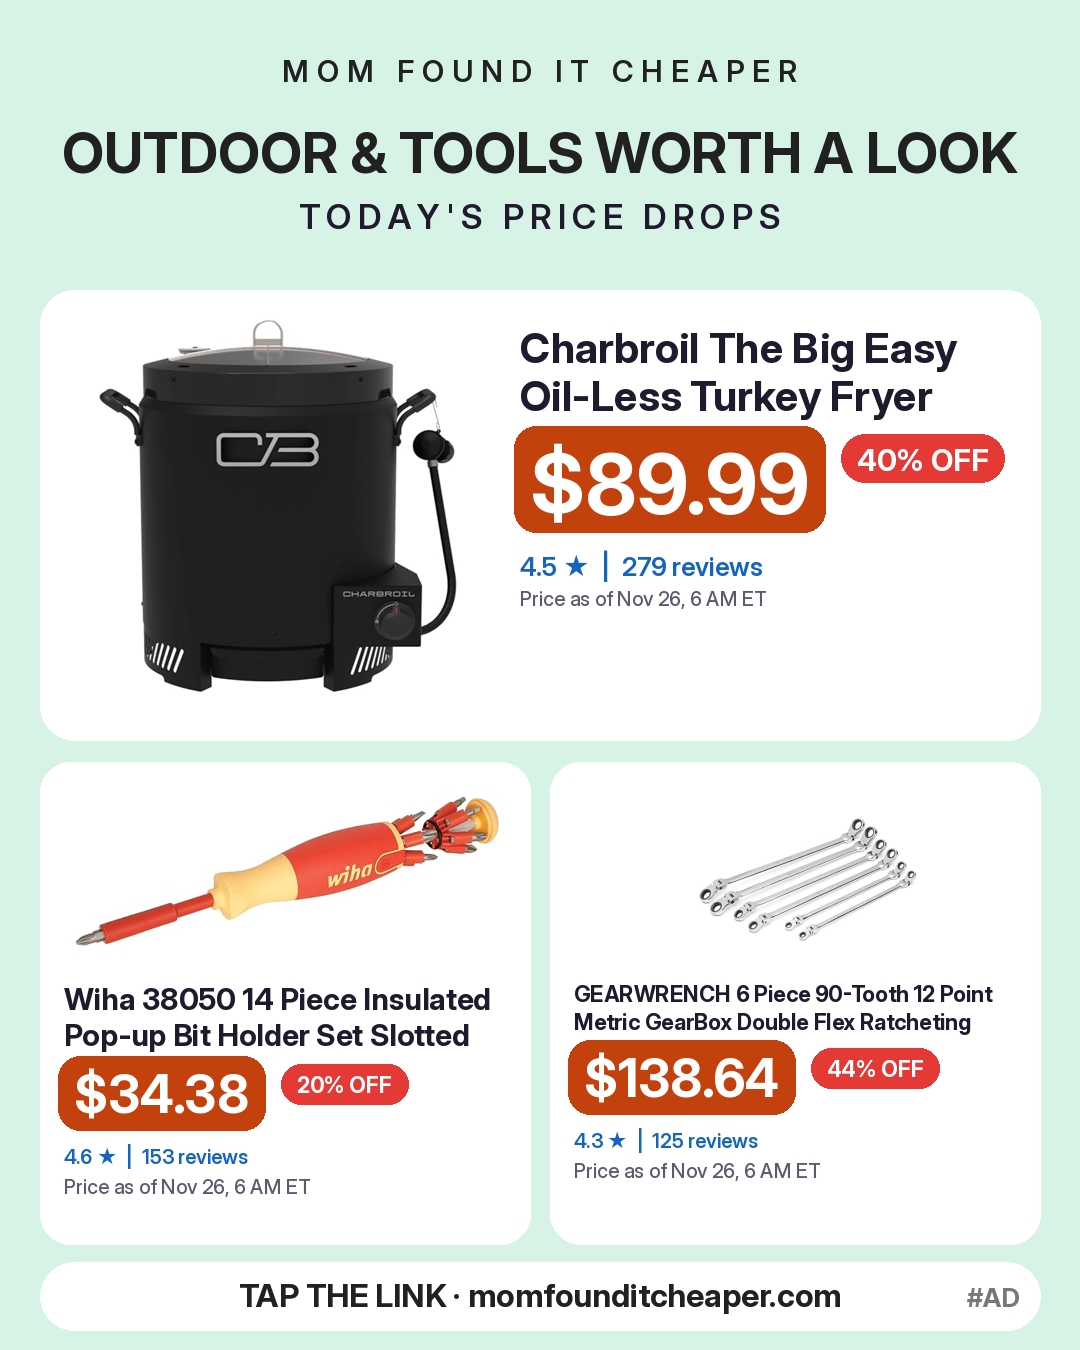 MOM FOUND IT CHEAPER
OUTDOOR & TOOLS WORTH A LOOK
TODAY'S PRICE DROPS
CB
CHARBROIL
Charbroil The Big Easy
Oil-Less Turkey Fryer
$89.99
40% OFF
4.5 ★ | 279 reviews
Price as of Nov 26, 6 AM ET
wiha
Wiha 38050 14 Piece Insulated
Pop-up Bit Holder Set Slotted
$34.38
20% OFF
4.6 ★ | 153 reviews
Price as of Nov 26, 6 AM ET
GEARWRENCH 6 Piece 90-Tooth 12 Point
Metric GearBox Double Flex Ratcheting
$138.64
44% OFF
4.3 ★ | 125 reviews
Price as of Nov 26, 6 AM ET
TAP THE LINK · momfounditcheaper.com
#AD